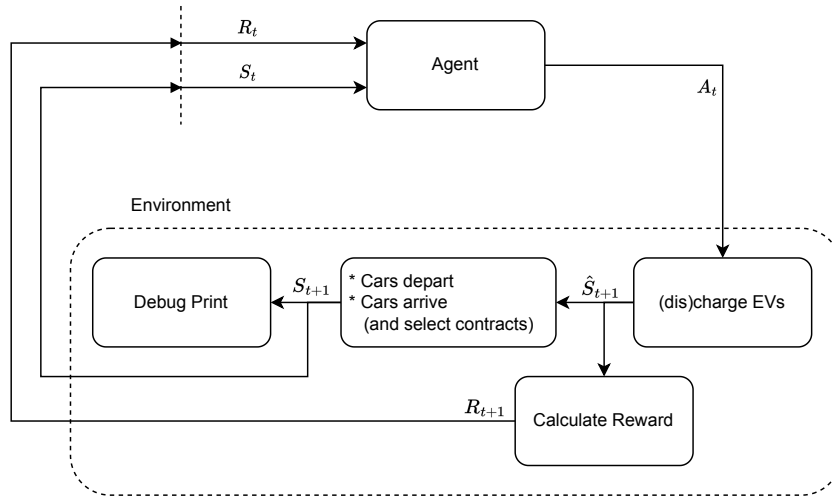 R_t
Agent
S_t
A_t
Environment
Debug Print
S_{t+1}
* Cars depart
* Cars arrive
(and select contracts)
\hat{S}_{t+1}
(dis)charge EVs
R_{t+1}
Calculate Reward